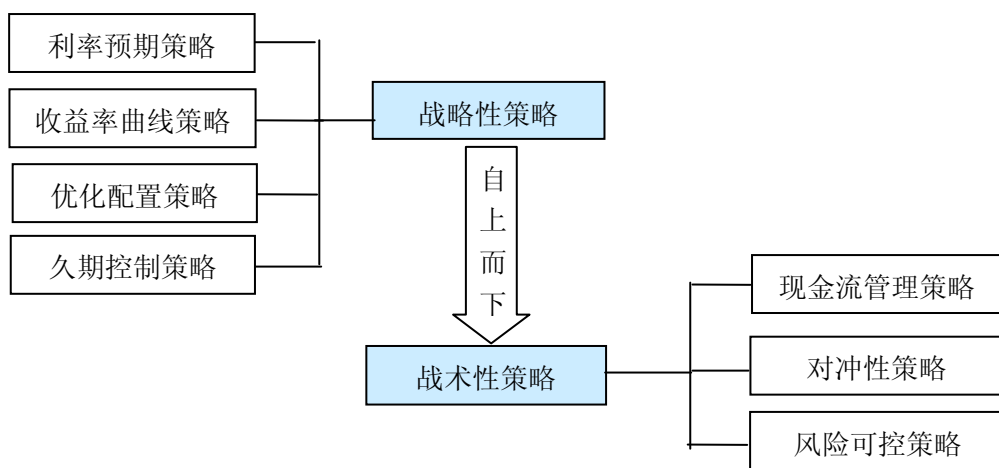 利率预期策略
收益率曲线策略
优化配置策略
久期控制策略
战略性策略
自
上
而
下
战术性策略
现金流管理策略
对冲性策略
风险可控策略